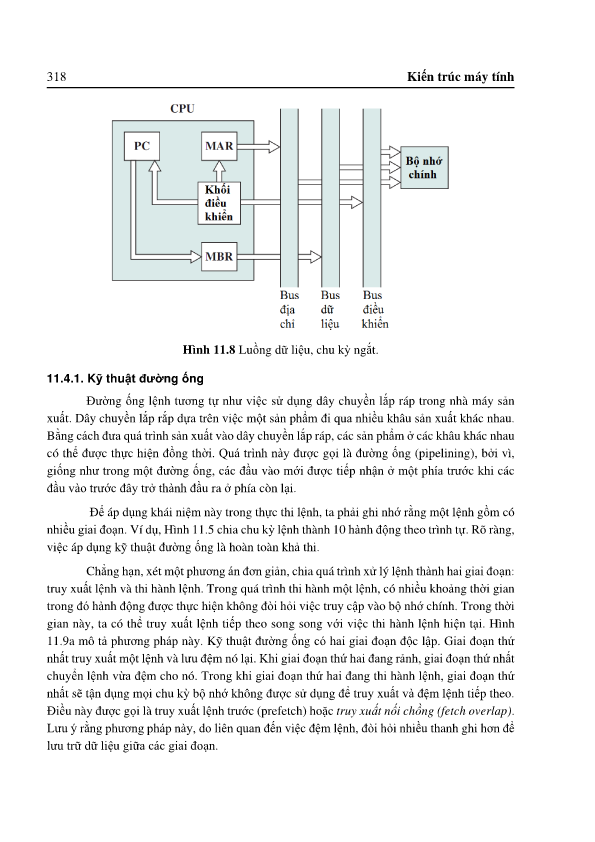 318
Kiến trúc máy tính
CPU
PC
MAR
Khối
điều
khiển
MBR
Bộ nhớ
chính
Bus
địa
chỉ
Bus
dữ
liệu
Bus
điều
khiển
Hình 11.8 Luồng dữ liệu, chu kỳ ngắt.
11.4.1. Kỹ thuật đường ống
Đường ống lệnh tương tự như việc sử dụng dây chuyền lắp ráp trong nhà máy sản
xuất. Dây chuyền lắp rắp dựa trên việc một sản phẩm đi qua nhiều khâu sản xuất khác nhau.
Bằng cách đưa quá trình sản xuất vào dây chuyền lắp ráp, các sản phẩm ở các khâu khác nhau
có thể được thực hiện đồng thời. Quá trình này được gọi là đường ống (pipelining), bởi vì,
giống như trong một đường ống, các đầu vào mới được tiếp nhận ở một phía trước khi các
đầu vào trước đây trở thành đầu ra ở phía còn lại.
Để áp dụng khái niệm này trong thực thi lệnh, ta phải ghi nhớ rằng một lệnh gồm có
nhiều giai đoạn. Ví dụ, Hình 11.5 chia chu kỳ lệnh thành 10 hành động theo trình tự. Rõ ràng,
việc áp dụng kỹ thuật đường ống là hoàn toàn khả thi.
Chẳng hạn, xét một phương án đơn giản, chia quá trình xử lý lệnh thành hai giai đoạn:
truy xuất lệnh và thi hành lệnh. Trong quá trình thi hành một lệnh, có nhiều khoảng thời gian
trong đó hành động được thực hiện không đòi hỏi việc truy cập vào bộ nhớ chính. Trong thời
gian này, ta có thể truy xuất lệnh tiếp theo song song với việc thi hành lệnh hiện tại. Hình
11.9a mô tả phương pháp này. Kỹ thuật đường ống có hai giai đoạn độc lập. Giai đoạn thứ
nhất truy xuất một lệnh và lưu đệm nó lại. Khi giai đoạn thứ hai đang rảnh, giai đoạn thứ nhất
chuyển lệnh vừa đệm cho nó. Trong khi giai đoạn thứ hai đang thi hành lệnh, giai đoạn thứ
nhất sẽ tận dụng mọi chu kỳ bộ nhớ không được sử dụng để truy xuất và đệm lệnh tiếp theo.
Điều này được gọi là truy xuất lệnh trước (prefetch) hoặc truy xuất nối chồng (fetch overlap).
Lưu ý rằng phương pháp này, do liên quan đến việc đệm lệnh, đòi hỏi nhiều thanh ghi hơn để
lưu trữ dữ liệu giữa các giai đoạn.